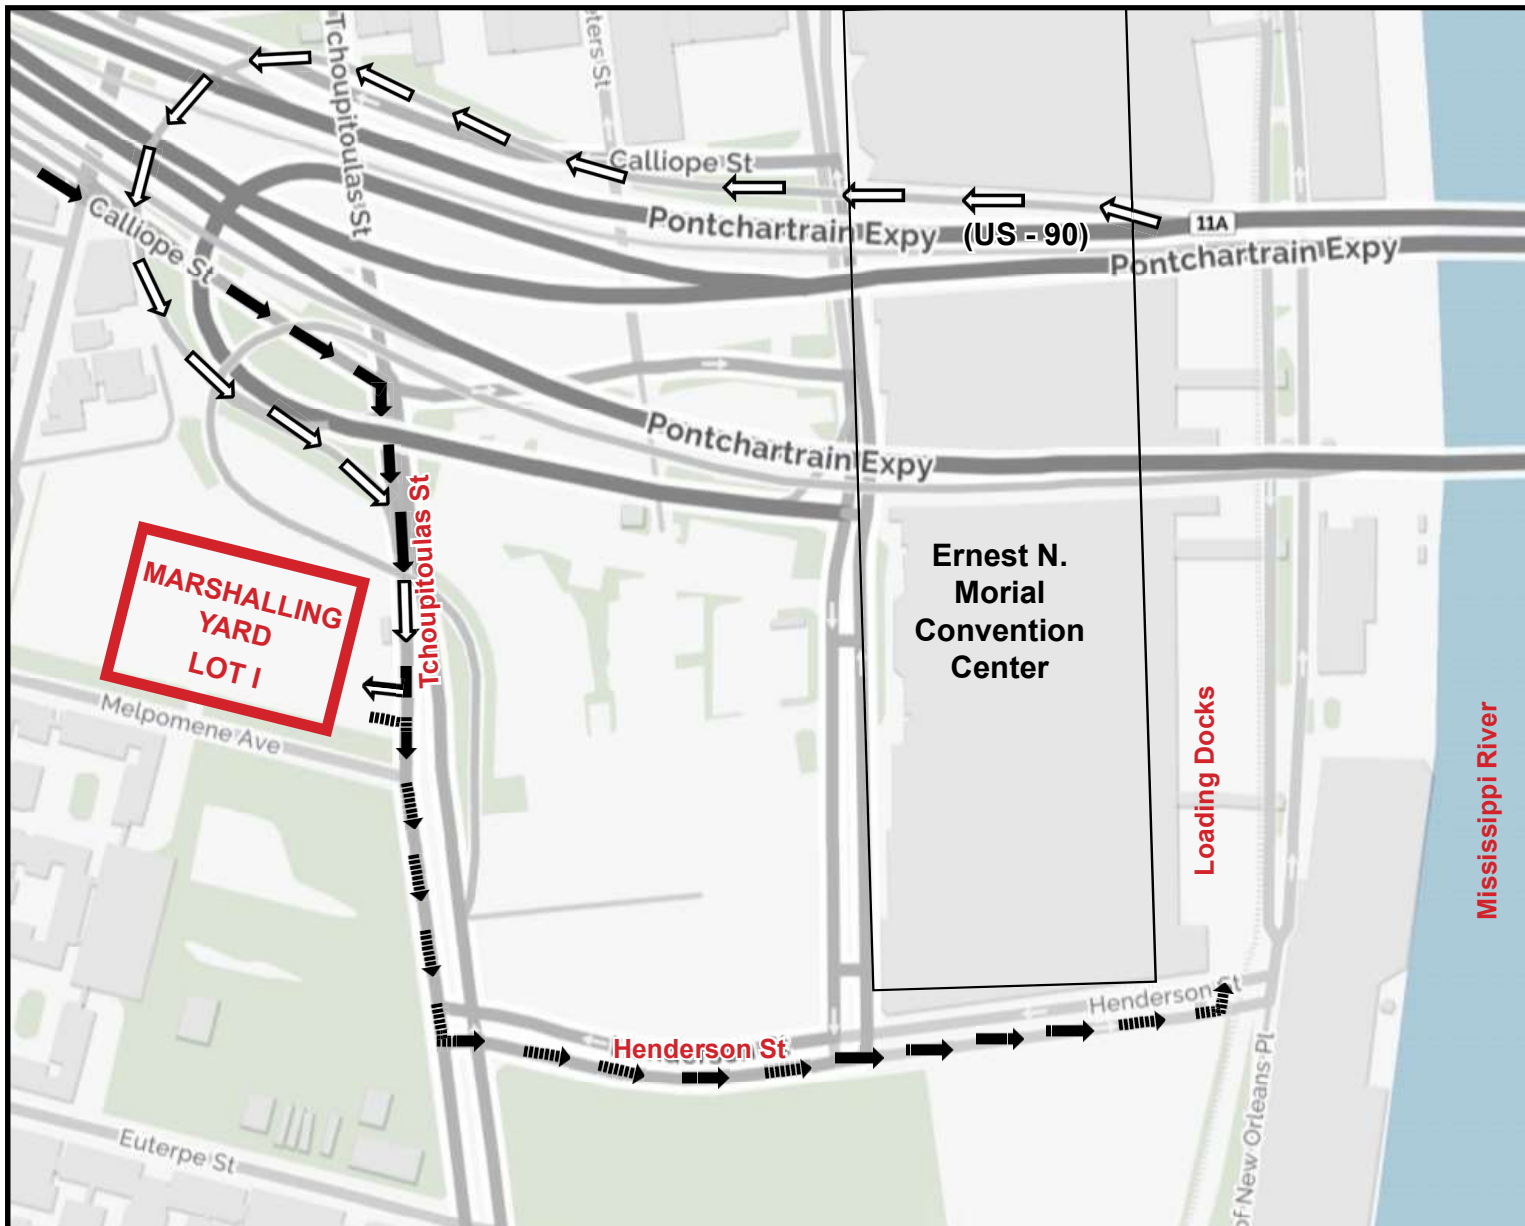 Tchoupitoulas St
eters St
Calliope St
Calliope St
Pontchartrain Expy
(US - 90)
11A
Pontchartrain Expy
Pontchartrain Expy
Tchoupitoulas St
MARSHALLING
YARD
LOT I
Melpomene Ave
Ernest N.
Morial
Convention
Center
Loading Docks
Mississippi River
Henderson St
Henderson St
Euterpe St
of New Orleans Pl